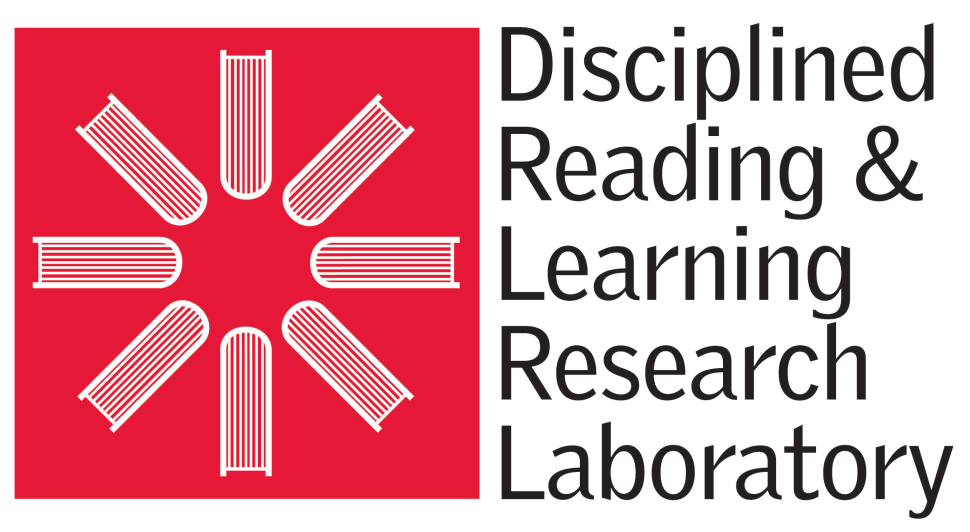 Disciplined
Reading &
Learning
Research
Laboratory